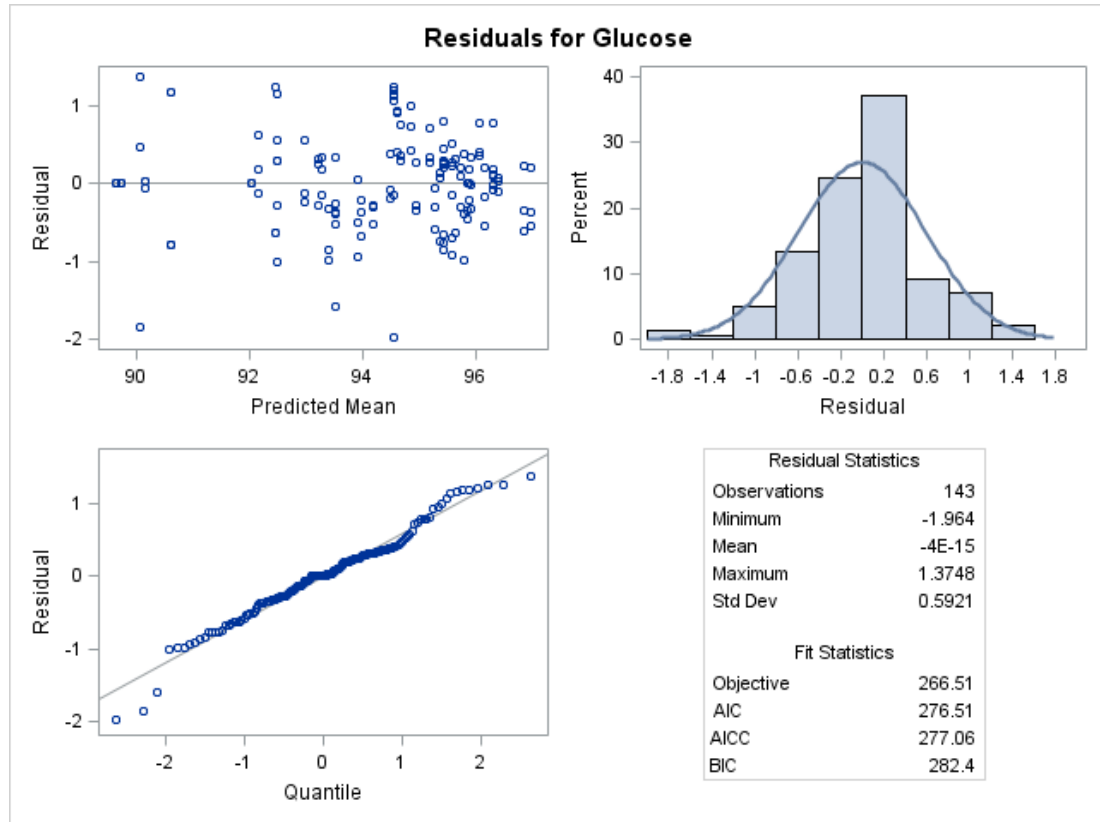 Residuals for Glucose
1
0
-1
-2
Residual
90 92 94 96
Predicted Mean
40
30
20
10
0
Percent
-1.8 -1.4 -1 -0.6 0.2 0.6 1 1.4 1.8
Residual
1
0
-1
-2
Residual
-2 -1 0 1 2
Quantile
Residual Statistics
Observations 143
Minimum -1.964
Mean -4E-15
Maximum 1.3748
Std Dev 0.5921
Fit Statistics
Objective 266.51
AIC 276.51
AICC 277.06
BIC 282.4